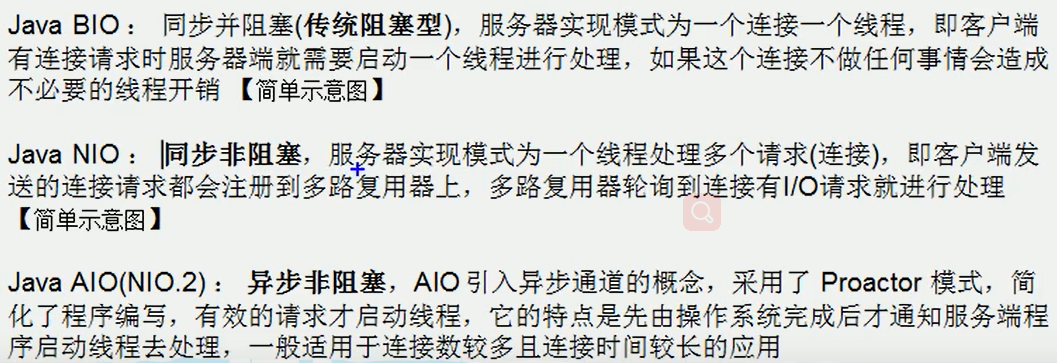 Java BIO： 同步并阻塞(传统阻塞型)，服务器实现模式为一个连接一个线程，即客户端
有连接请求时服务器端就需要启动一个线程进行处理，如果这个连接不做任何事情会造成
不必要的线程开销 【简单示意图】
Java NIO： 同步非阻塞，服务器实现模式为一个线程处理多个请求(连接)，即客户端发
送的连接请求都会注册到多路复用器上，多路复用器轮询到连接有I/O请求就进行处理
【简单示意图】
Java AIO(NIO.2)： 异步非阻塞，AIO 引入异步通道的概念，采用了 Proactor 模式，简
化了程序编写，有效的请求才启动线程，它的特点是先由操作系统完成后才通知服务端程
序启动线程去处理，一般适用于连接数较多且连接时间较长的应用